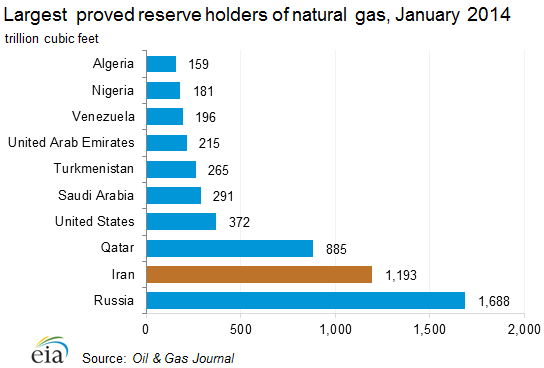 Largest proved reserve holders of natural gas, January 2014
trillion cubic feet
Algeria 159
Nigeria 181
Venezuela 196
United Arab Emirates 215
Turkmenistan 265
Saudi Arabia 291
United States 372
Qatar 885
Iran 1,193
Russia 1,688
0 500 1,000 1,500 2,000
eia Source: Oil & Gas Journal